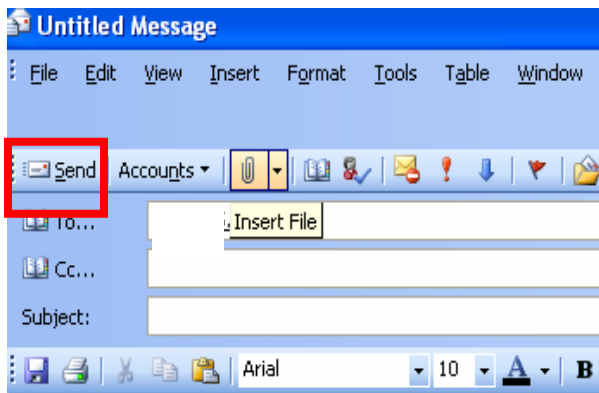 Untitled Message
File Edit View Insert Format Tools Table Window
Send Accounts
To...
Insert File
Cc...
Subject:
Arial 10 A B